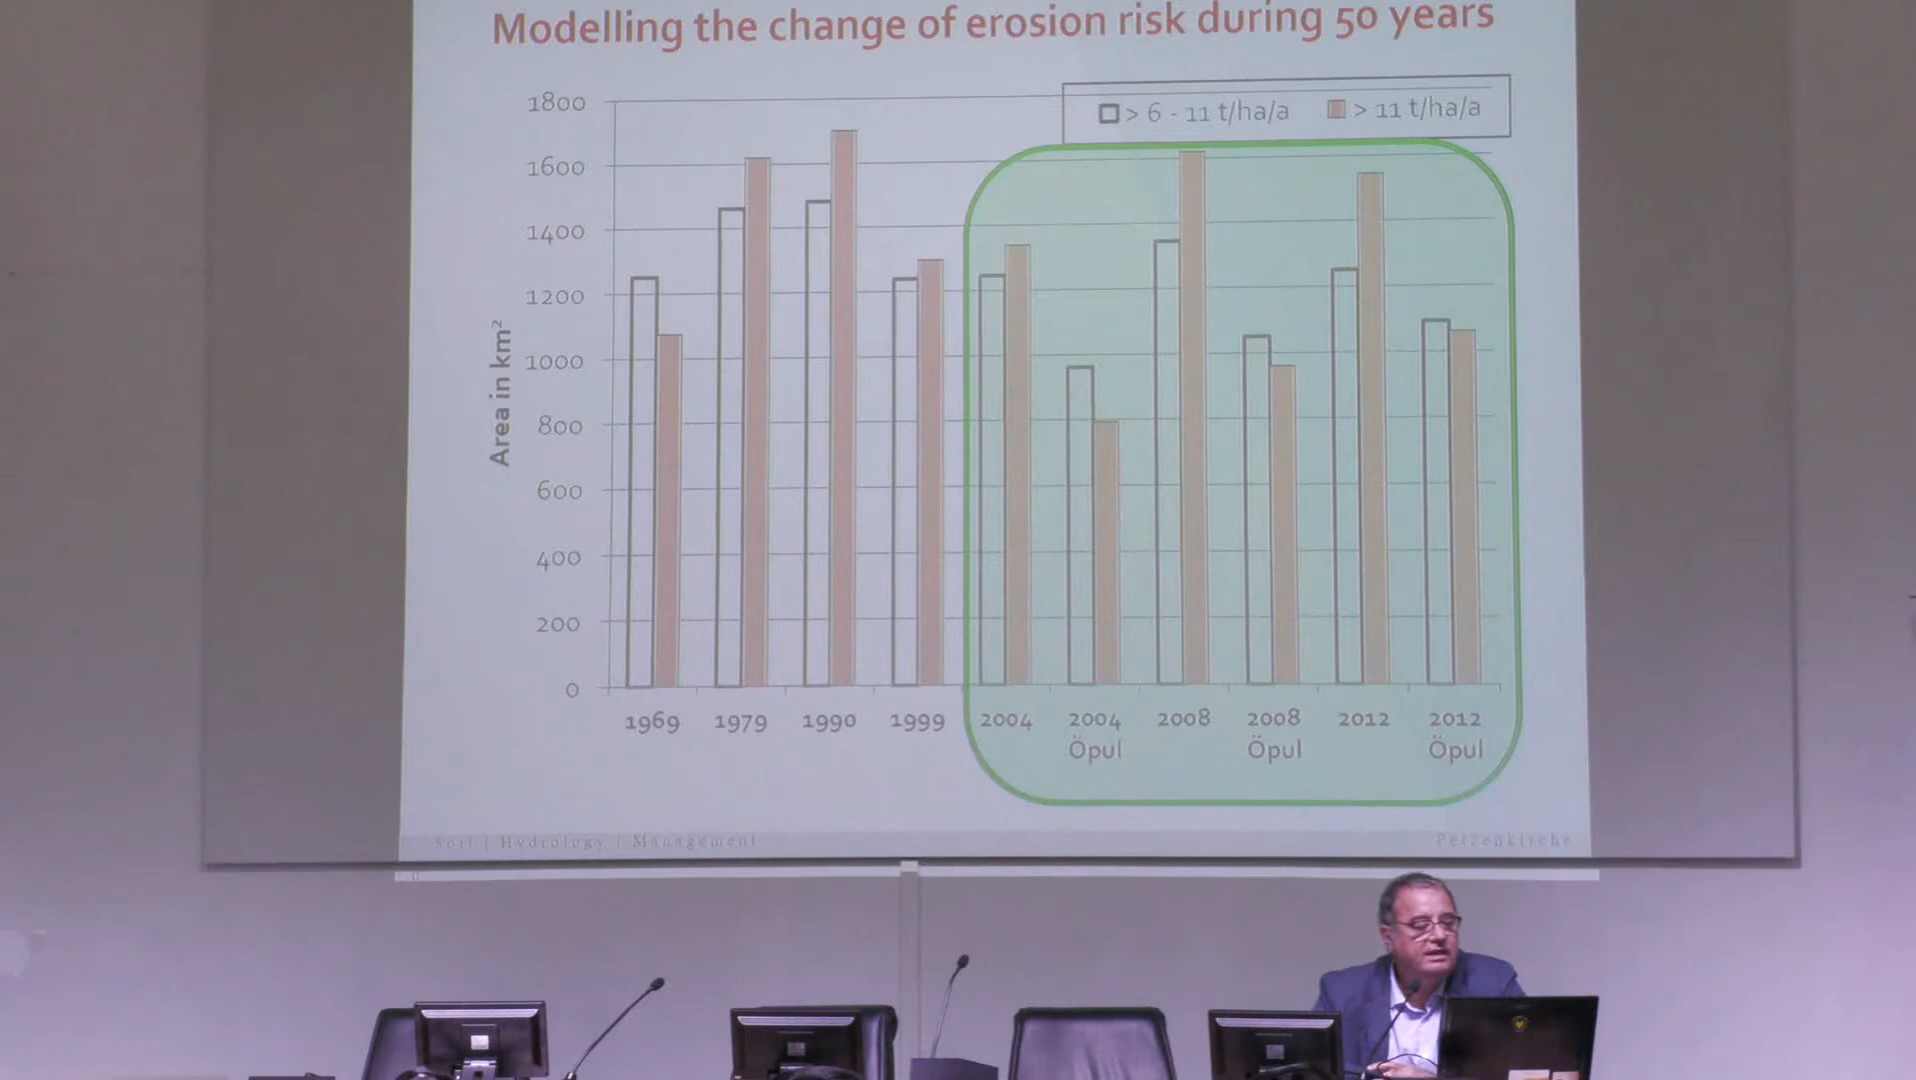 Modelling the change of erosion risk during 50 years
> 6 - 11 t/ha/a > 11 t/ha/a
Area in km²
1800
1600
1400
1200
1000
800
600
400
200
0
1969 1979 1990 1999 2004 2004 Öpul 2008 2008 Öpul 2012 2012 Öpul
Soil | Hydrology | Management Petzenkirche